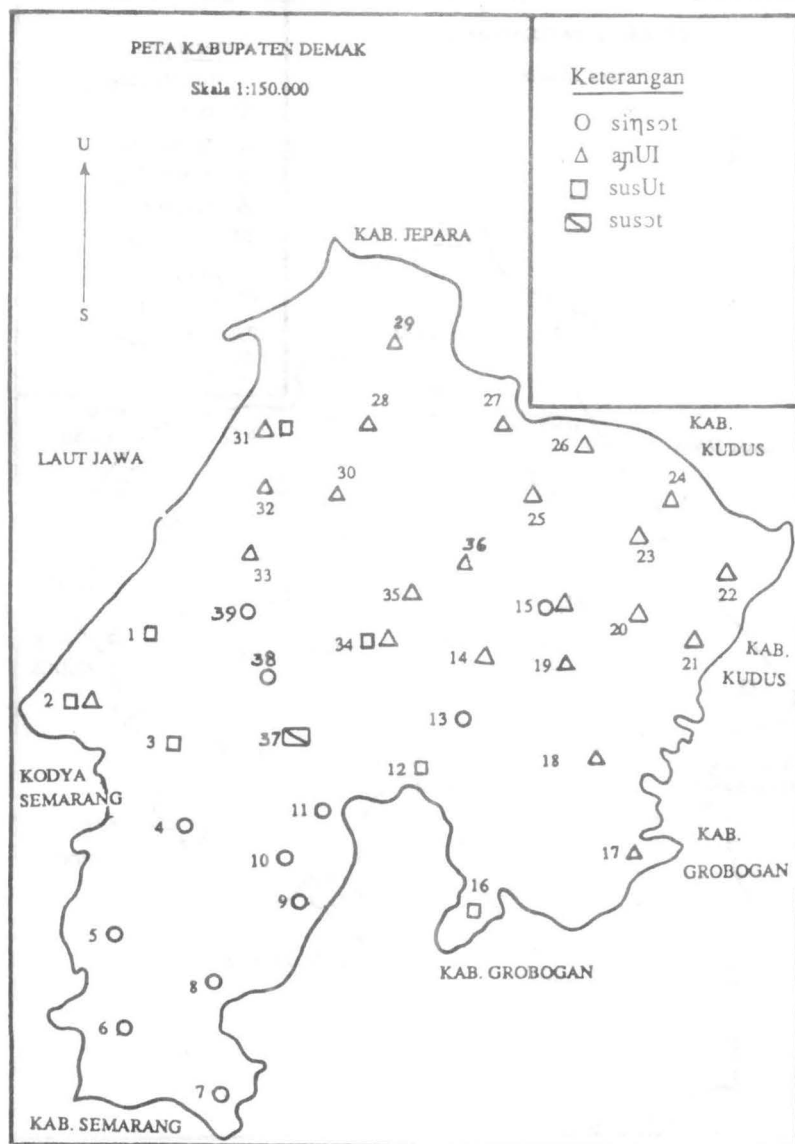 PETA KABUPATEN DEMAK
Skala 1:150.000
Keterangan
siηsɔt
aɲUI
susUt
susɔt
U
S
KAB. JEPARA
29
28
27
31
26
KAB.
KUDUS
LAUT JAWA
24
32
30
25
23
36
33
22
35
39
15
20
1
34
14
19
21
KAB.
KUDUS
38
2
13
3
37
18
12
KODYA
SEMARANG
11
4
17
KAB.
GROBOGAN
10
9
16
5
KAB. GROBOGAN
8
6
7
KAB. SEMARANG